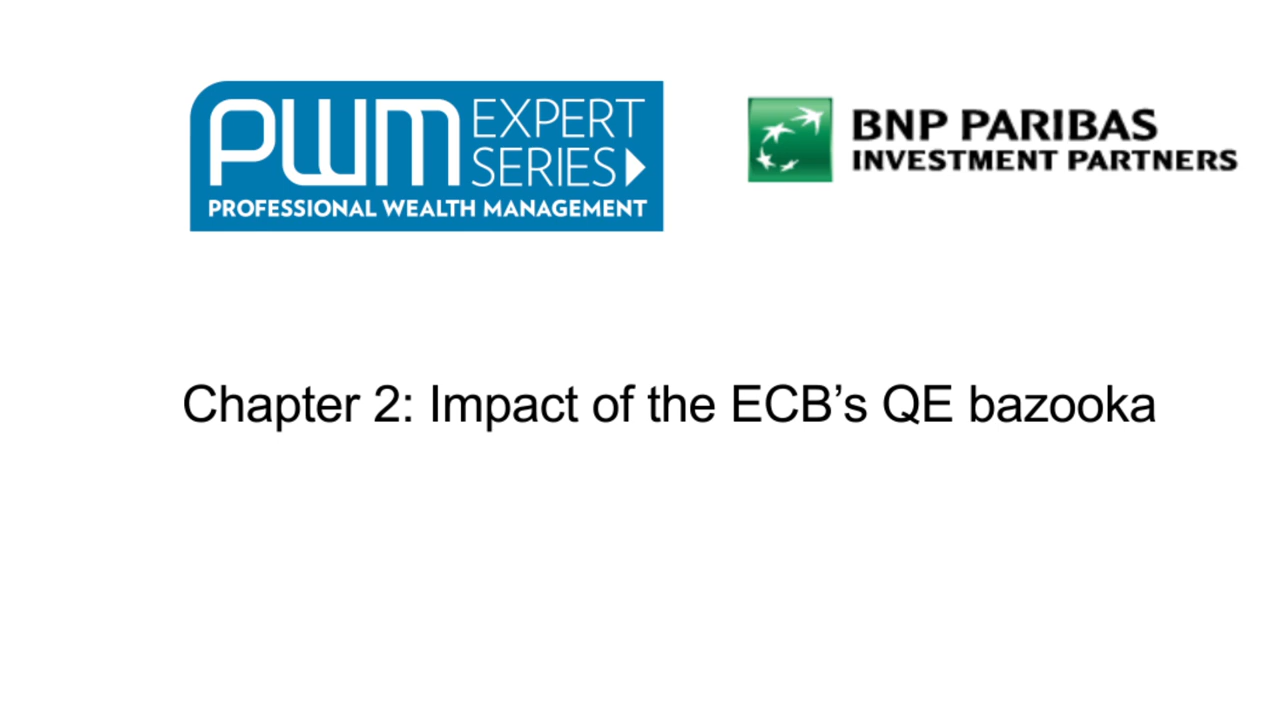 PWM EXPERT
SERIES
PROFESSIONAL WEALTH MANAGEMENT
BNP PARIBAS
INVESTMENT PARTNERS
Chapter 2: Impact of the ECB’s QE bazooka